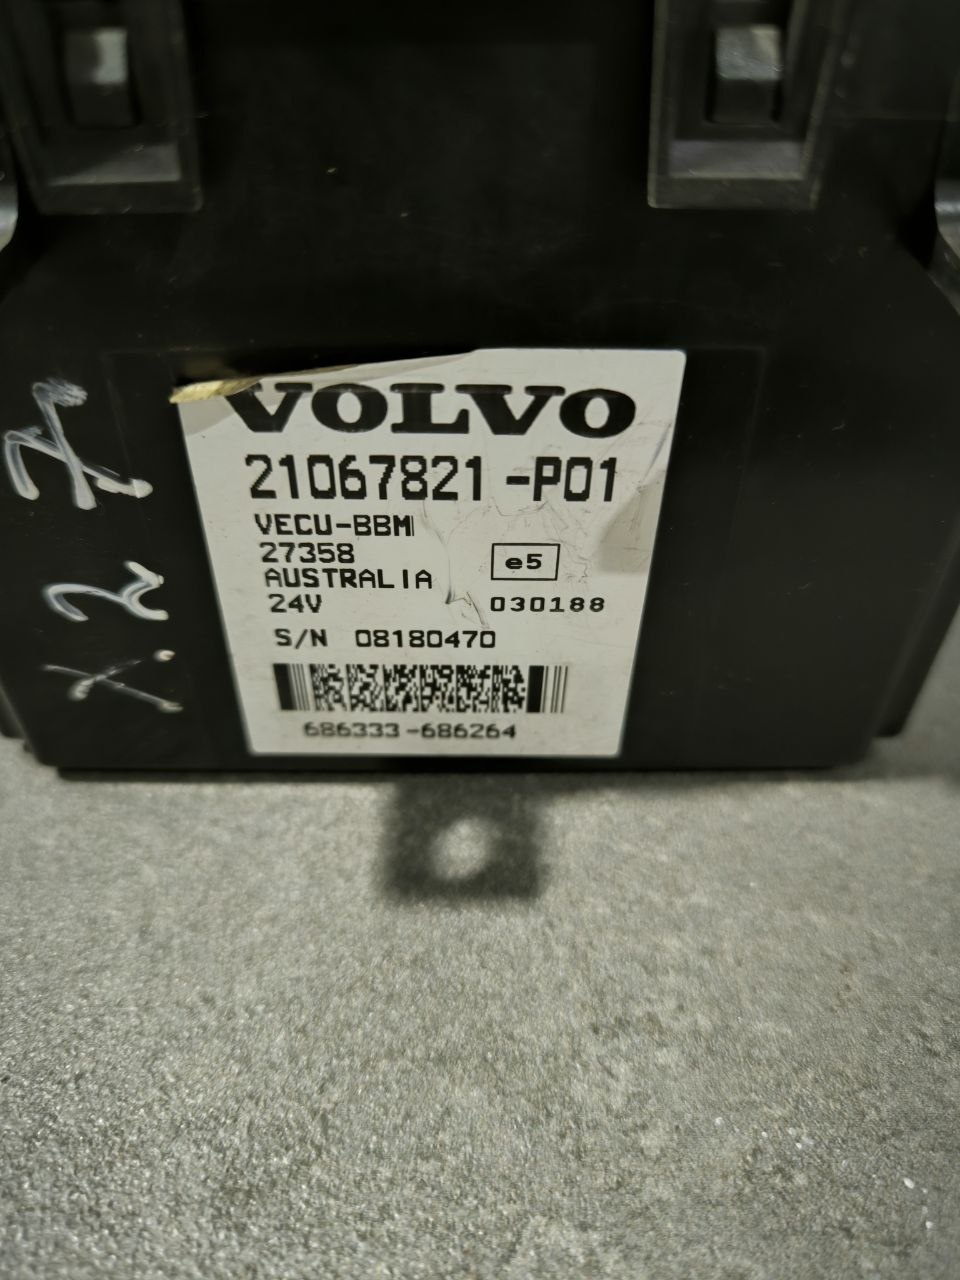 VOLVO
21067821-P01
VECU-BBM
27358
e5
AUSTRALIA
24V
030188
S/N 08180470
686333-686264